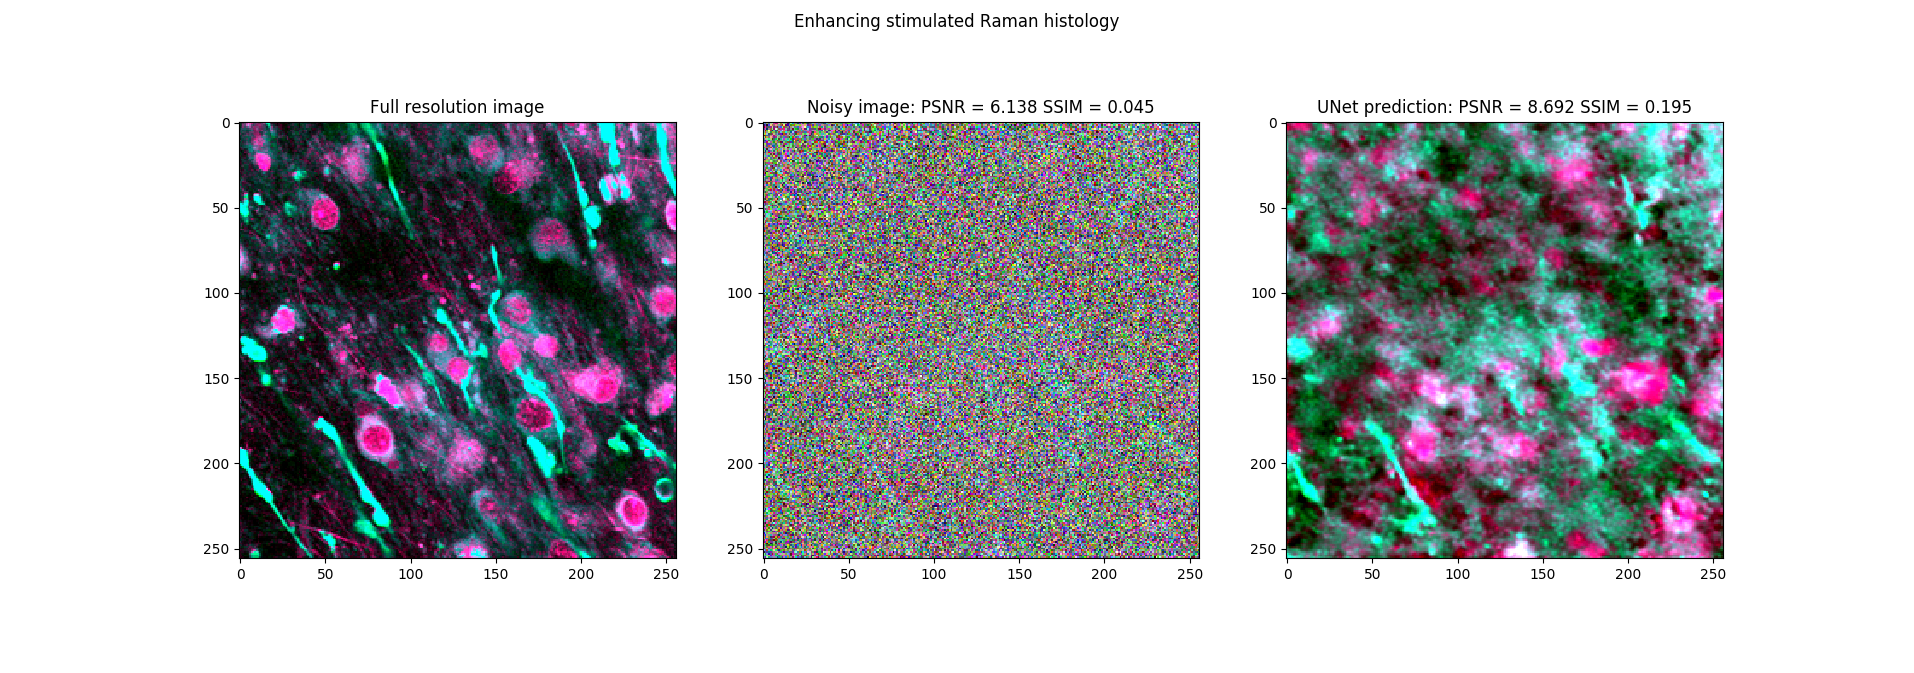 Enhancing stimulated Raman histology
Full resolution image
0
50
100
150
200
250
0 50 100 150 200 250
Noisy image: PSNR = 6.138 SSIM = 0.045
0
50
100
150
200
250
0 50 100 150 200 250
UNet prediction: PSNR = 8.692 SSIM = 0.195
0
50
100
150
200
250
0 50 100 150 200 250